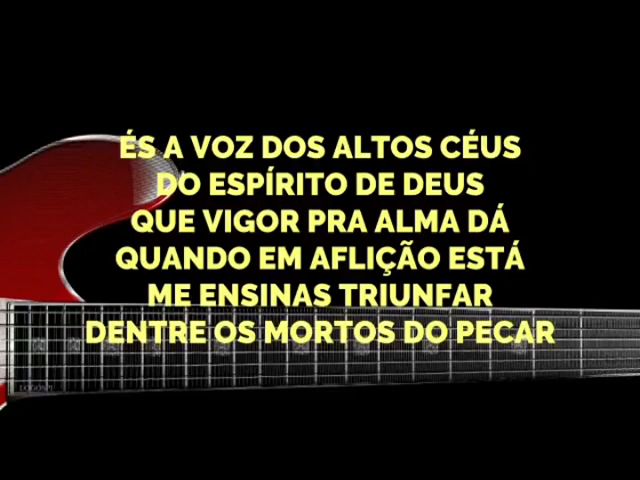 ÉS A VOZ DOS ALTOS CÉUS
DO ESPÍRITO DE DEUS
QUE VIGOR PRA ALMA DÁ
QUANDO EM AFLIÇÃO ESTÁ
ME ENSINAS TRIUNFAR
DENTRE OS MORTOS DO PECAR